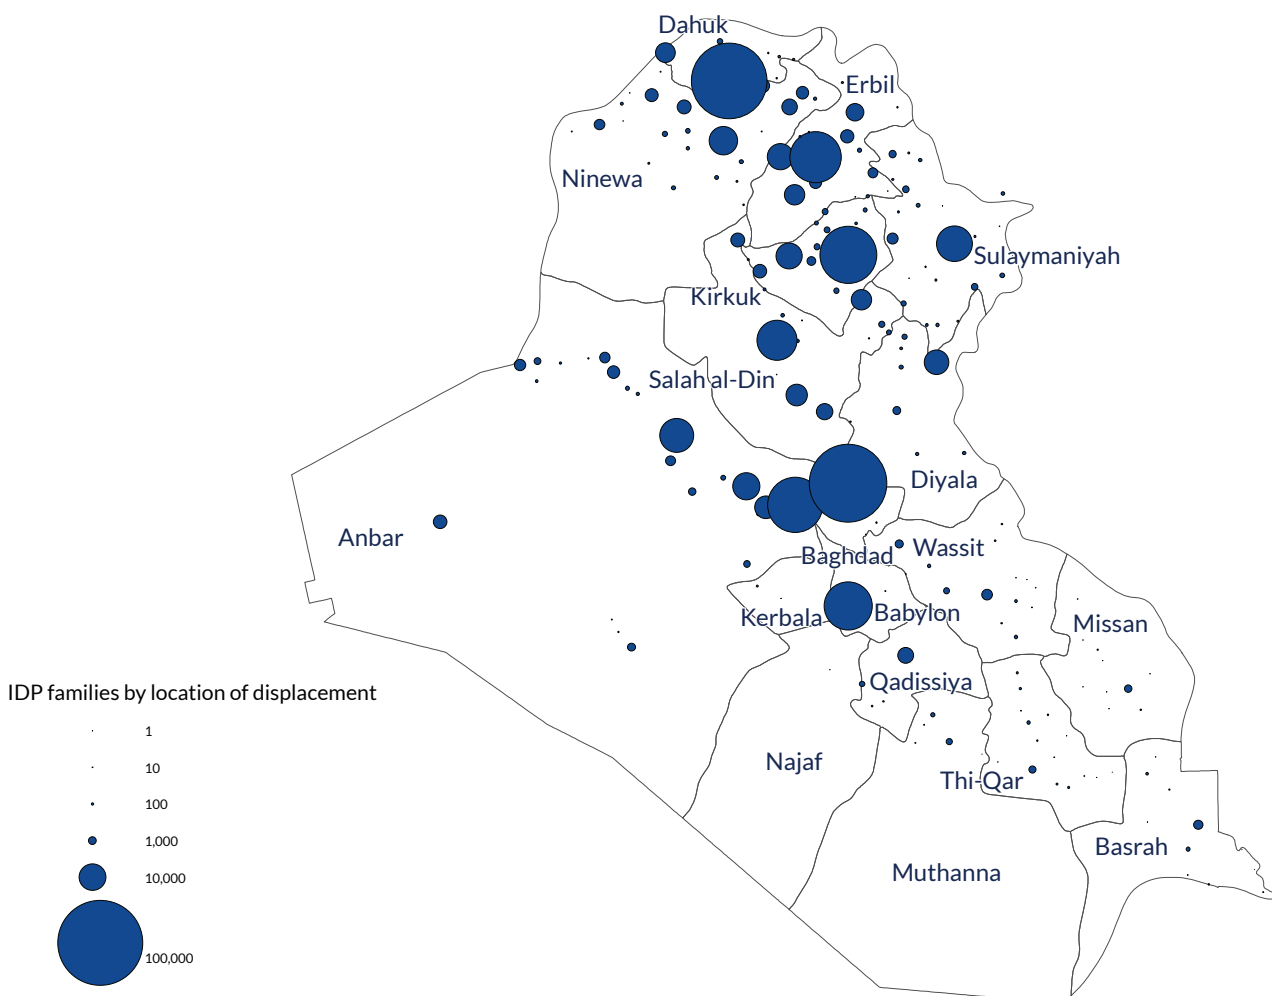 Dahuk
Erbil
Ninewa
Sulaymaniyah
Kirkuk
Salah al-Din
Diyala
Anbar
Baghdad
Wassit
Kerbala
Babylon
Missan
Qadissiya
IDP families by location of displacement
1
10
100
1,000
10,000
100,000
Najaf
Thi-Qar
Basrah
Muthanna